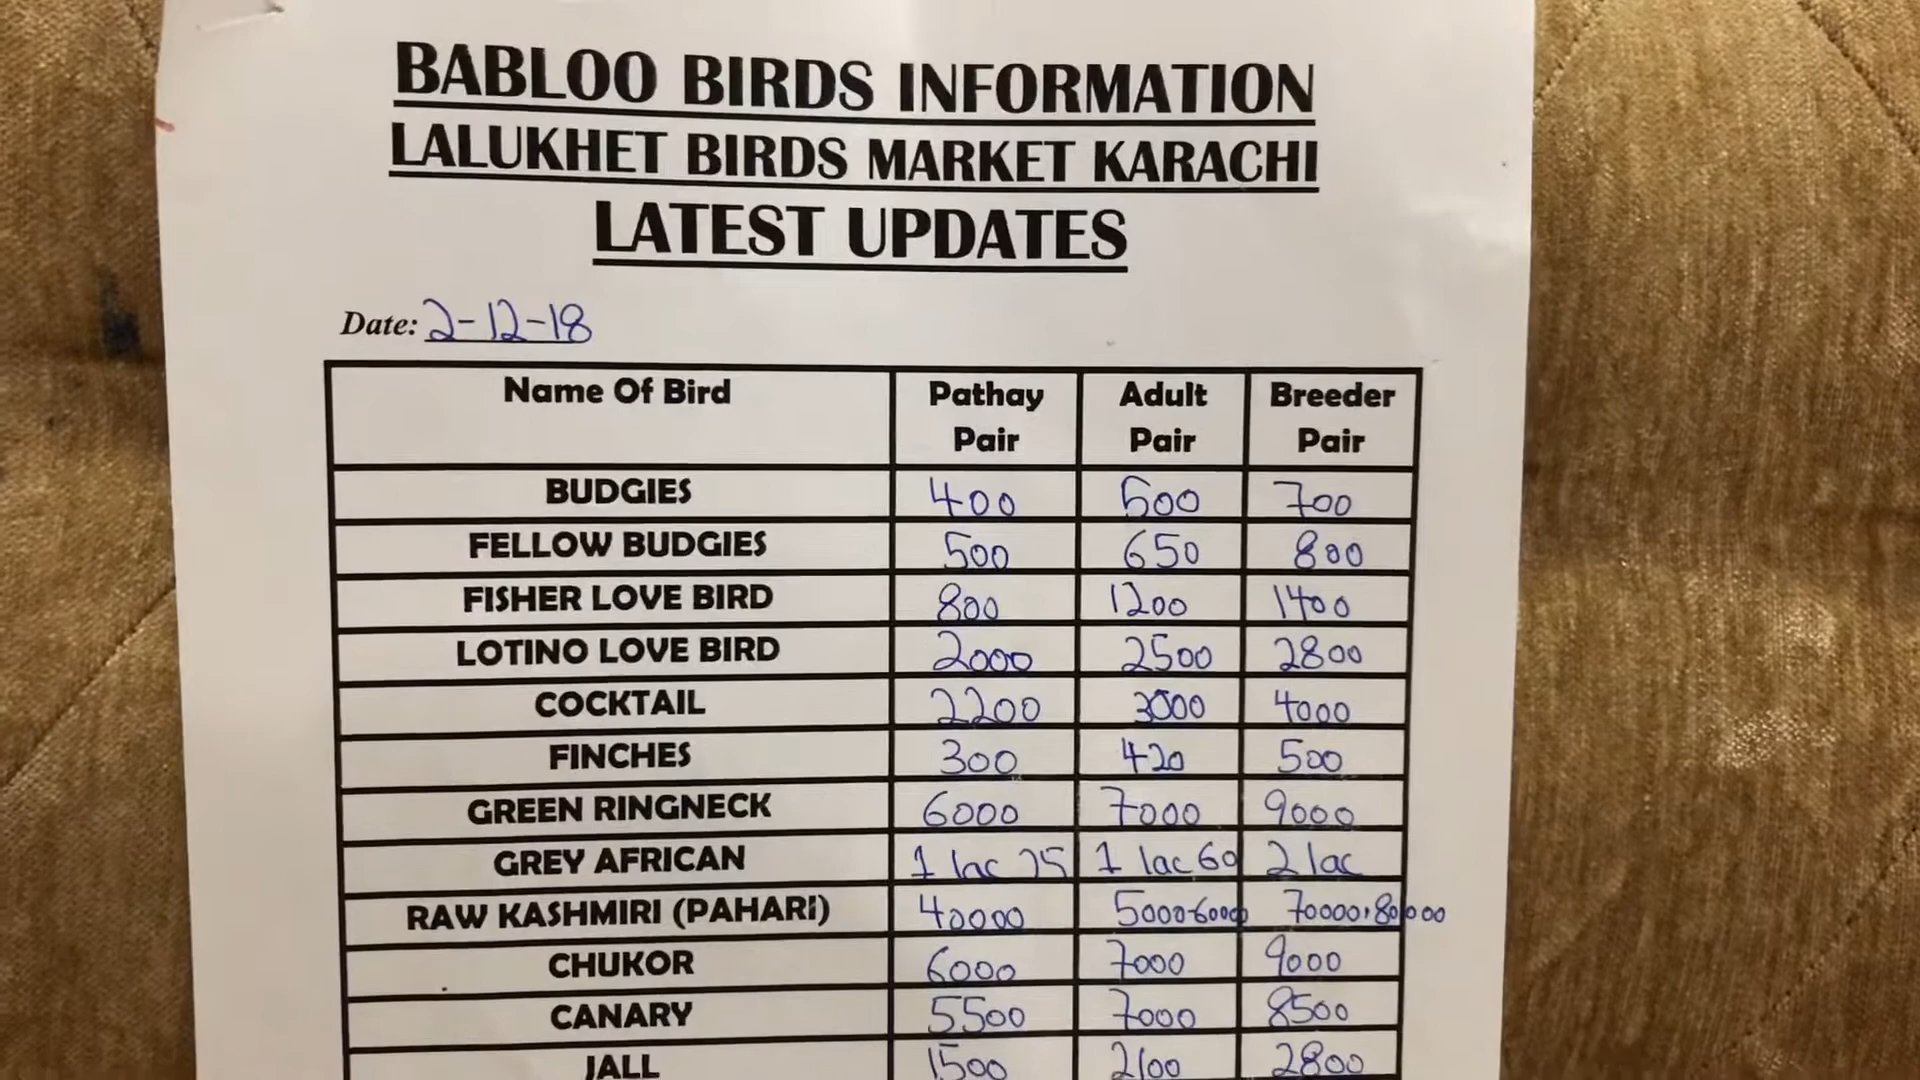 BABLOO BIRDS INFORMATION
LALUKHET BIRDS MARKET KARACHI
LATEST UPDATES
Date: 2-12-18
Name Of Bird Pathay Pair Adult Pair Breeder Pair
BUDGIES 400 500 700
FELLOW BUDGIES 500 650 800
FISHER LOVE BIRD 800 1200 1400
LOTINO LOVE BIRD 2000 2500 2800
COCKTAIL 2200 3000 4000
FINCHES 300 420 500
GREEN RINGNECK 6000 7000 9000
GREY AFRICAN 1 lac 25 1 lac 60 2 lac
RAW KASHMIRI (PAHARI) 40000 5000-6000 70000,80000
CHUKOR 6000 7000 9000
CANARY 5500 7000 8500
JALL 1500 2100 2800